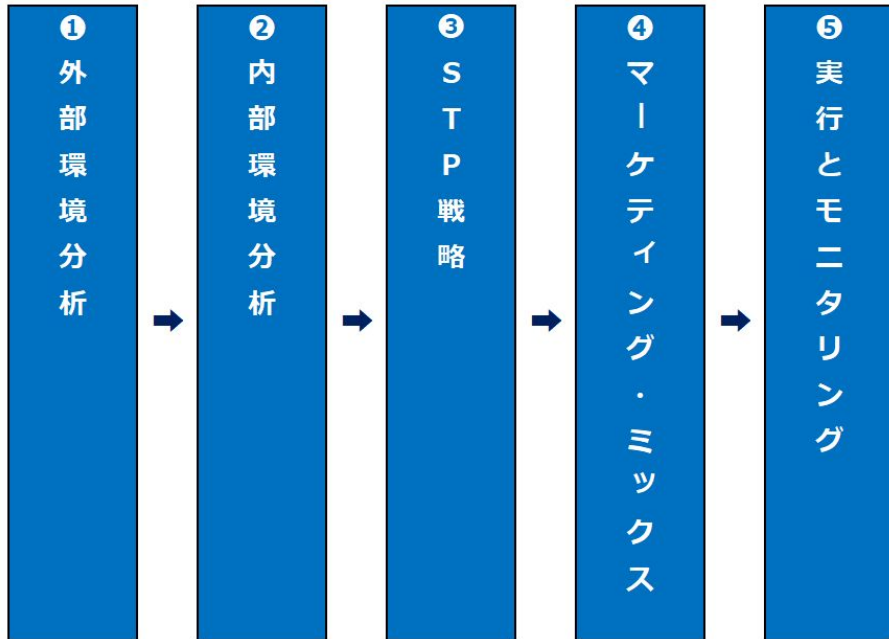 ❶外部環境分析
❷内部環境分析
❸STP戦略
❹マーケティング・ミックス
❺実行とモニタリング